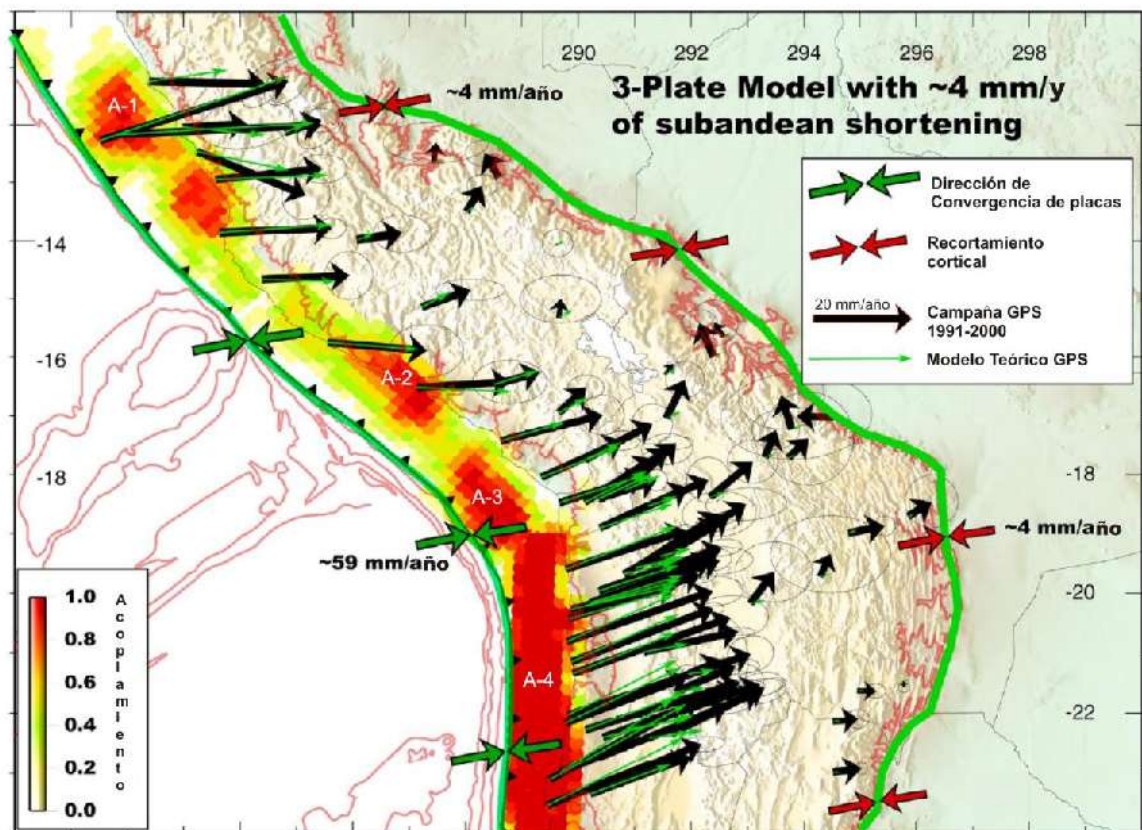 290
292
294
296
298
3-Plate Model with ~4 mm/y
of subandean shortening
~4 mm/año
A-1
Dirección de
Convergencia de placas
Recortamiento
cortical
20 mm/año
Campaña GPS
1991-2000
Modelo Teórico GPS
-14
-16
-18
-18
-20
-22
A-2
A-3
A-4
~59 mm/año
~4 mm/año
1.0
0.8
0.6
0.4
0.2
0.0
Acoplamiento